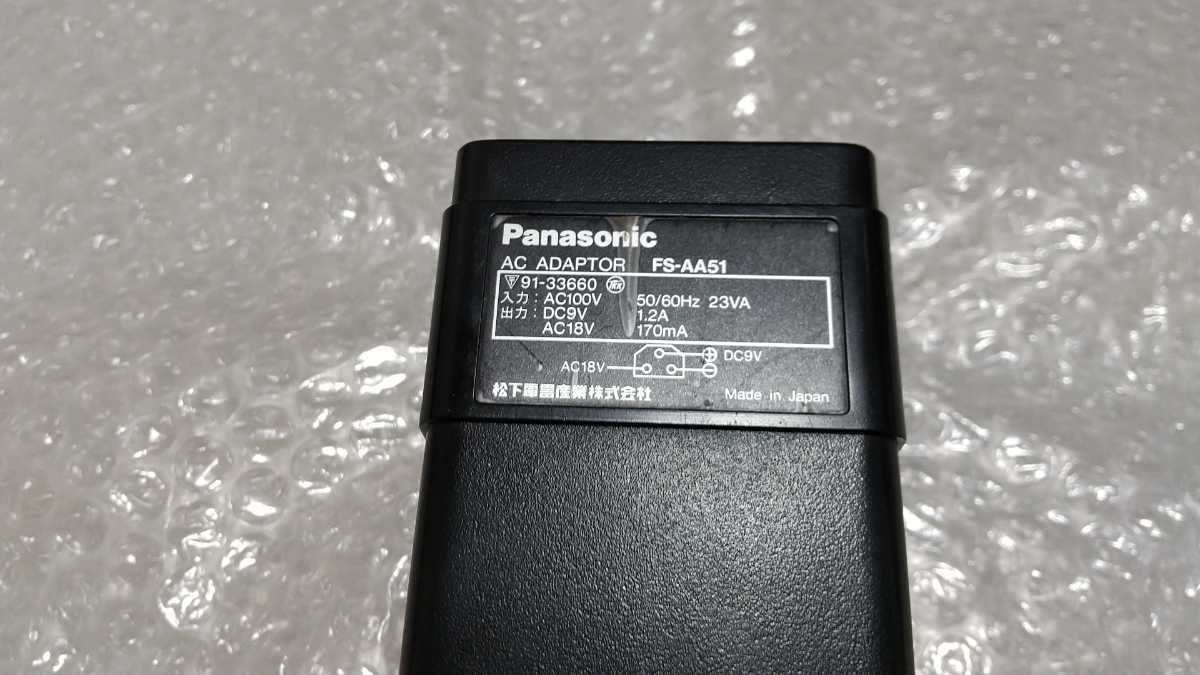 Panasonic
AC ADAPTOR FS-AA51
91-33660
入力：AC100V 50/60Hz 23VA
出力：DC9V 1.2A
AC18V 170mA
AC18V ⊕ DC9V
⊖
松下電器産業株式会社 Made in Japan